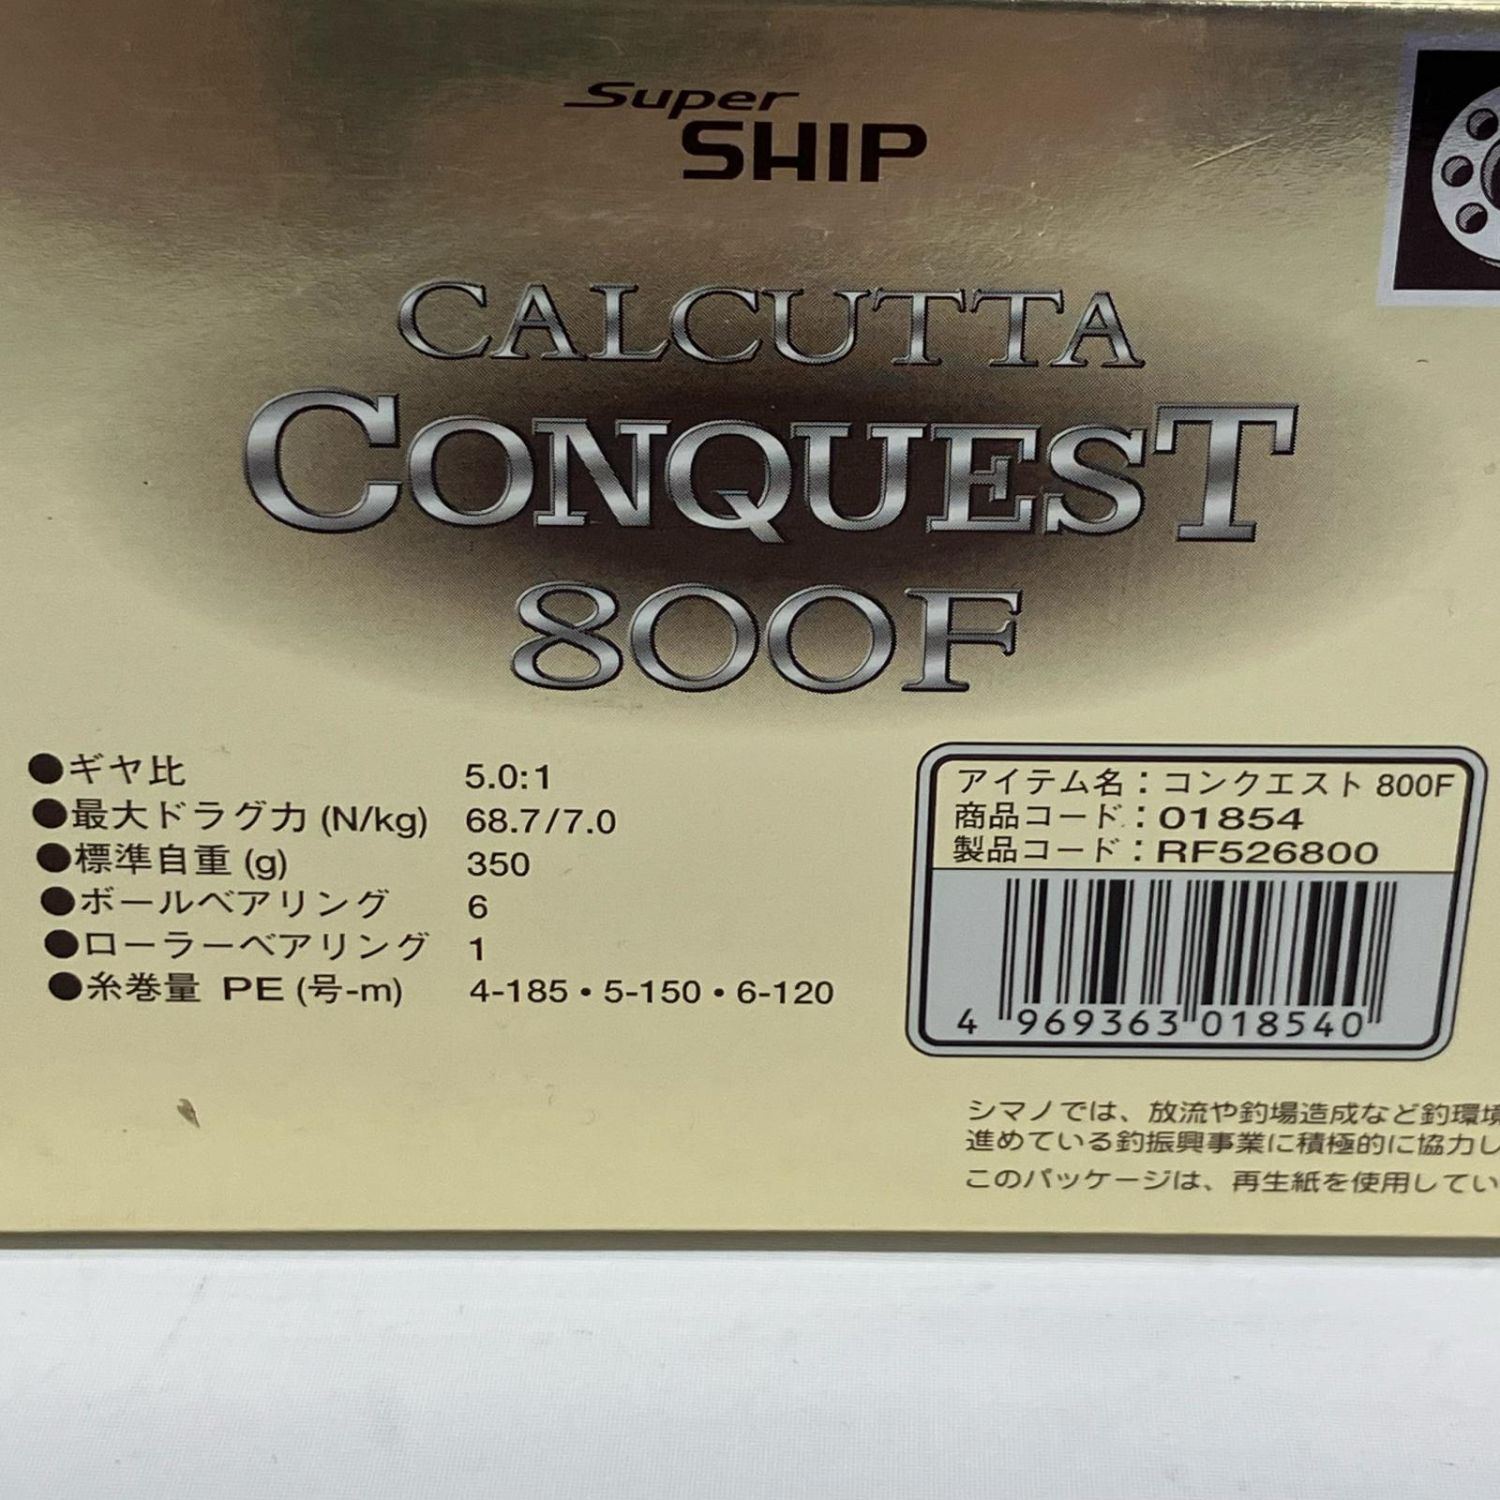 Super
SHIP
CALCUTTA
CONQUEST
800F
●ギヤ比 5.0:1
●最大ドラグ力 (N/kg) 68.7/7.0
●標準自重 (g) 350
●ボールベアリング 6
●ローラーベアリング 1
●糸巻量 PE (号-m) 4-185・5-150・6-120
アイテム名：コンクエスト 800F
商品コード：01854
製品コード：RF526800
4 969363 018540
シマノでは、放流や釣場造成など釣環境
進めている釣振興事業に積極的に協力し
このパッケージは、再生紙を使用してい